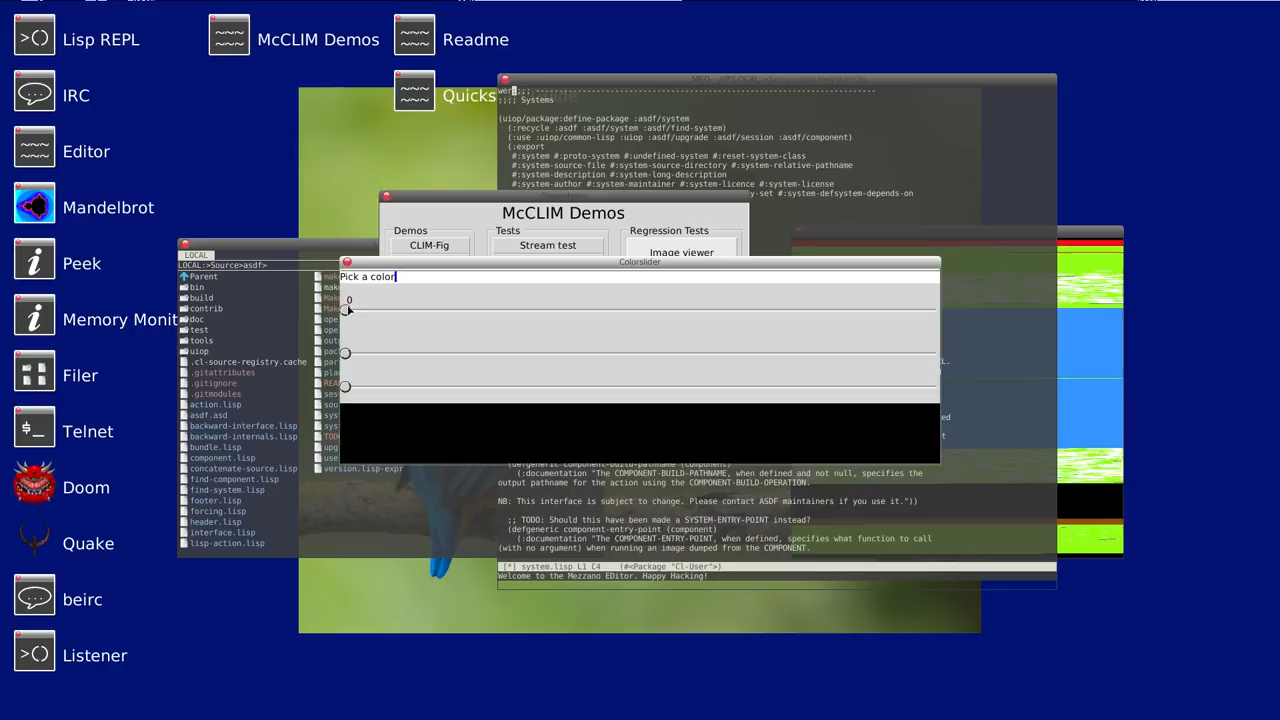 Lisp REPL
McCLIM Demos
Readme
IRC
Quicks
Editor
Mandelbrot
Peek
Memory Monit
Filer
Telnet
Doom
Quake
beirc
Listener
;;;; Systems
(uiop/package:define-package :asdf/system
(:recycle :asdf :asdf/system :asdf/find-system)
(:use :uiop/common-lisp :uiop :asdf/upgrade :asdf/session :asdf/component)
(:export
#:system #:proto-system #:undefined-system #:reset-system-class
#:system-source-file #:system-source-directory #:system-relative-pathname
#:system-description #:system-long-description
#:system-author #:system-maintainer #:system-licence #:system-license
#:system-defsystem-depends-on
McCLIM Demos
Demos
Tests
Regression Tests
CLIM-Fig
Stream test
Image viewer
LOCAL
LOCAL:>Source>asdf>
Parent
bin
build
contrib
doc
test
tools
uiop
.cl-source-registry.cache
.gitattributes
.gitignore
.gitmodules
action.lisp
asdf.asd
backward-interface.lisp
backward-internals.lisp
bundle.lisp
component.lisp
concatenate-source.lisp
find-component.lisp
find-system.lisp
footer.lisp
forcing.lisp
header.lisp
interface.lisp
lisp-action.lisp
version.lisp-expr
Colorslider
Pick a color
0
(defgeneric component-build-pathname (component)
(:documentation "The COMPONENT-BUILD-PATHNAME, when defined and not null, specifies the
output pathname for the action using the COMPONENT-BUILD-OPERATION.
NB: This interface is subject to change. Please contact ASDF maintainers if you use it."))
;; TODO: Should this have been made a SYSTEM-ENTRY-POINT instead?
(defgeneric component-entry-point (component)
(:documentation "The COMPONENT-ENTRY-POINT, when defined, specifies what function to call
(with no argument) when running an image dumped from the COMPONENT.
[*] system.lisp L1 C4 (#<Package "Cl-User">)
Welcome to the Mezzano EDitor. Happy Hacking!